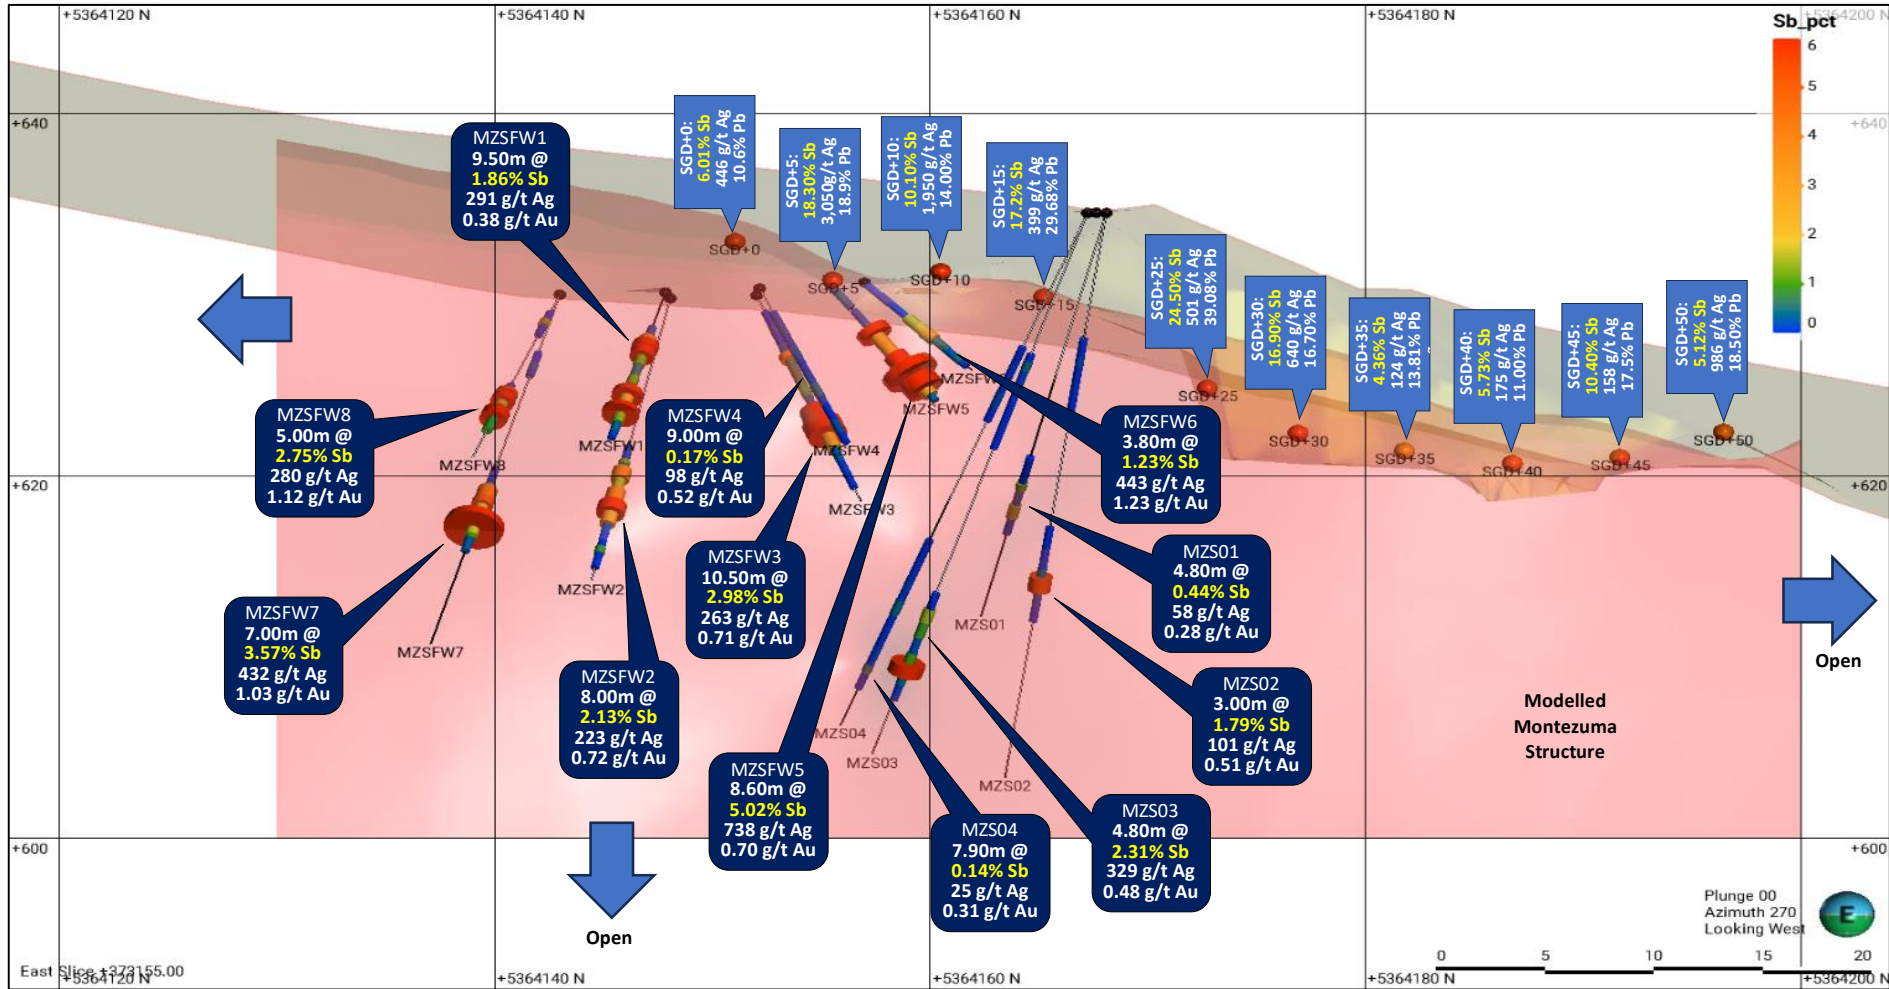 +5364120 N
+5364140 N
+5364160 N
+5364180 N
+5364200 N
Sb_pct
6
5
4
3
2
1
0
+640
+640
MZSFW1
9.50m @
1.86% Sb
291 g/t Ag
0.38 g/t Au
SGD+0:
6.01% Sb
446 g/t Ag
10.6% Pb
SGD+5:
18.30% Sb
3,050g/t Ag
18.9% Pb
SGD+10:
10.10% Sb
1,950 g/t Ag
14.00% Pb
SGD+15:
17.2% Sb
399 g/t Ag
29.68% Pb
SGD+25:
24.50% Sb
501 g/t Ag
39.08% Pb
SGD+30:
16.90% Sb
640 g/t Ag
16.70% Pb
SGD+35:
4.36% Sb
124 g/t Ag
13.81% Pb
SGD+40:
5.73% Sb
175 g/t Ag
11.00% Pb
SGD+45:
10.40% Sb
158 g/t Ag
17.5% Pb
SGD+50:
5.12% Sb
986 g/t Ag
18.50% Pb
SGD+0
SGD+5
SGD+10
SGD+15
SGD+25
SGD+30
SGD+35
SGD+40
SGD+45
SGD+50
MZSFW5
MZSFW1
MZSFW4
MZSFW8
MZSFW3
MZSFW2
MZSFW7
MZS01
MZS04
MZS03
MZS02
+620
+620
MZSFW8
5.00m @
2.75% Sb
280 g/t Ag
1.12 g/t Au
MZSFW4
9.00m @
0.17% Sb
98 g/t Ag
0.52 g/t Au
MZSFW6
3.80m @
1.23% Sb
443 g/t Ag
1.23 g/t Au
MZSFW3
10.50m @
2.98% Sb
263 g/t Ag
0.71 g/t Au
MZS01
4.80m @
0.44% Sb
58 g/t Ag
0.28 g/t Au
MZSFW7
7.00m @
3.57% Sb
432 g/t Ag
1.03 g/t Au
MZSFW2
8.00m @
2.13% Sb
223 g/t Ag
0.72 g/t Au
MZS02
3.00m @
1.79% Sb
101 g/t Ag
0.51 g/t Au
MZSFW5
8.60m @
5.02% Sb
738 g/t Ag
0.70 g/t Au
MZS04
7.90m @
0.14% Sb
25 g/t Ag
0.31 g/t Au
MZS03
4.80m @
2.31% Sb
329 g/t Ag
0.48 g/t Au
Open
Modelled
Montezuma
Structure
+600
+600
Open
Plunge 00
Azimuth 270
Looking West
E
0
5
10
15
20
East Slice +373155.00
+5364120 N
+5364140 N
+5364160 N
+5364180 N
+5364200 N